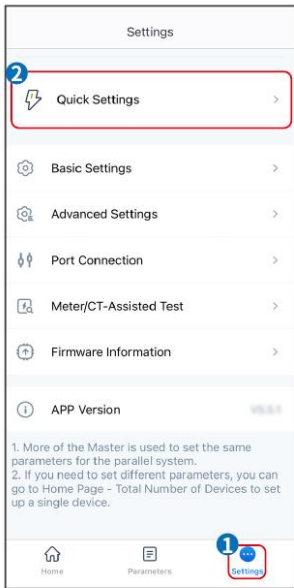 Settings
2
Quick Settings
Basic Settings
Advanced Settings
Port Connection
Meter/CT-Assisted Test
Firmware Information
APP Version
1. More of the Master is used to set the same
parameters for the parallel system.
2. If you need to set different parameters, you can
go to Home Page - Total Number of Devices to set
up a single device.
1
Home
Parameters
Settings